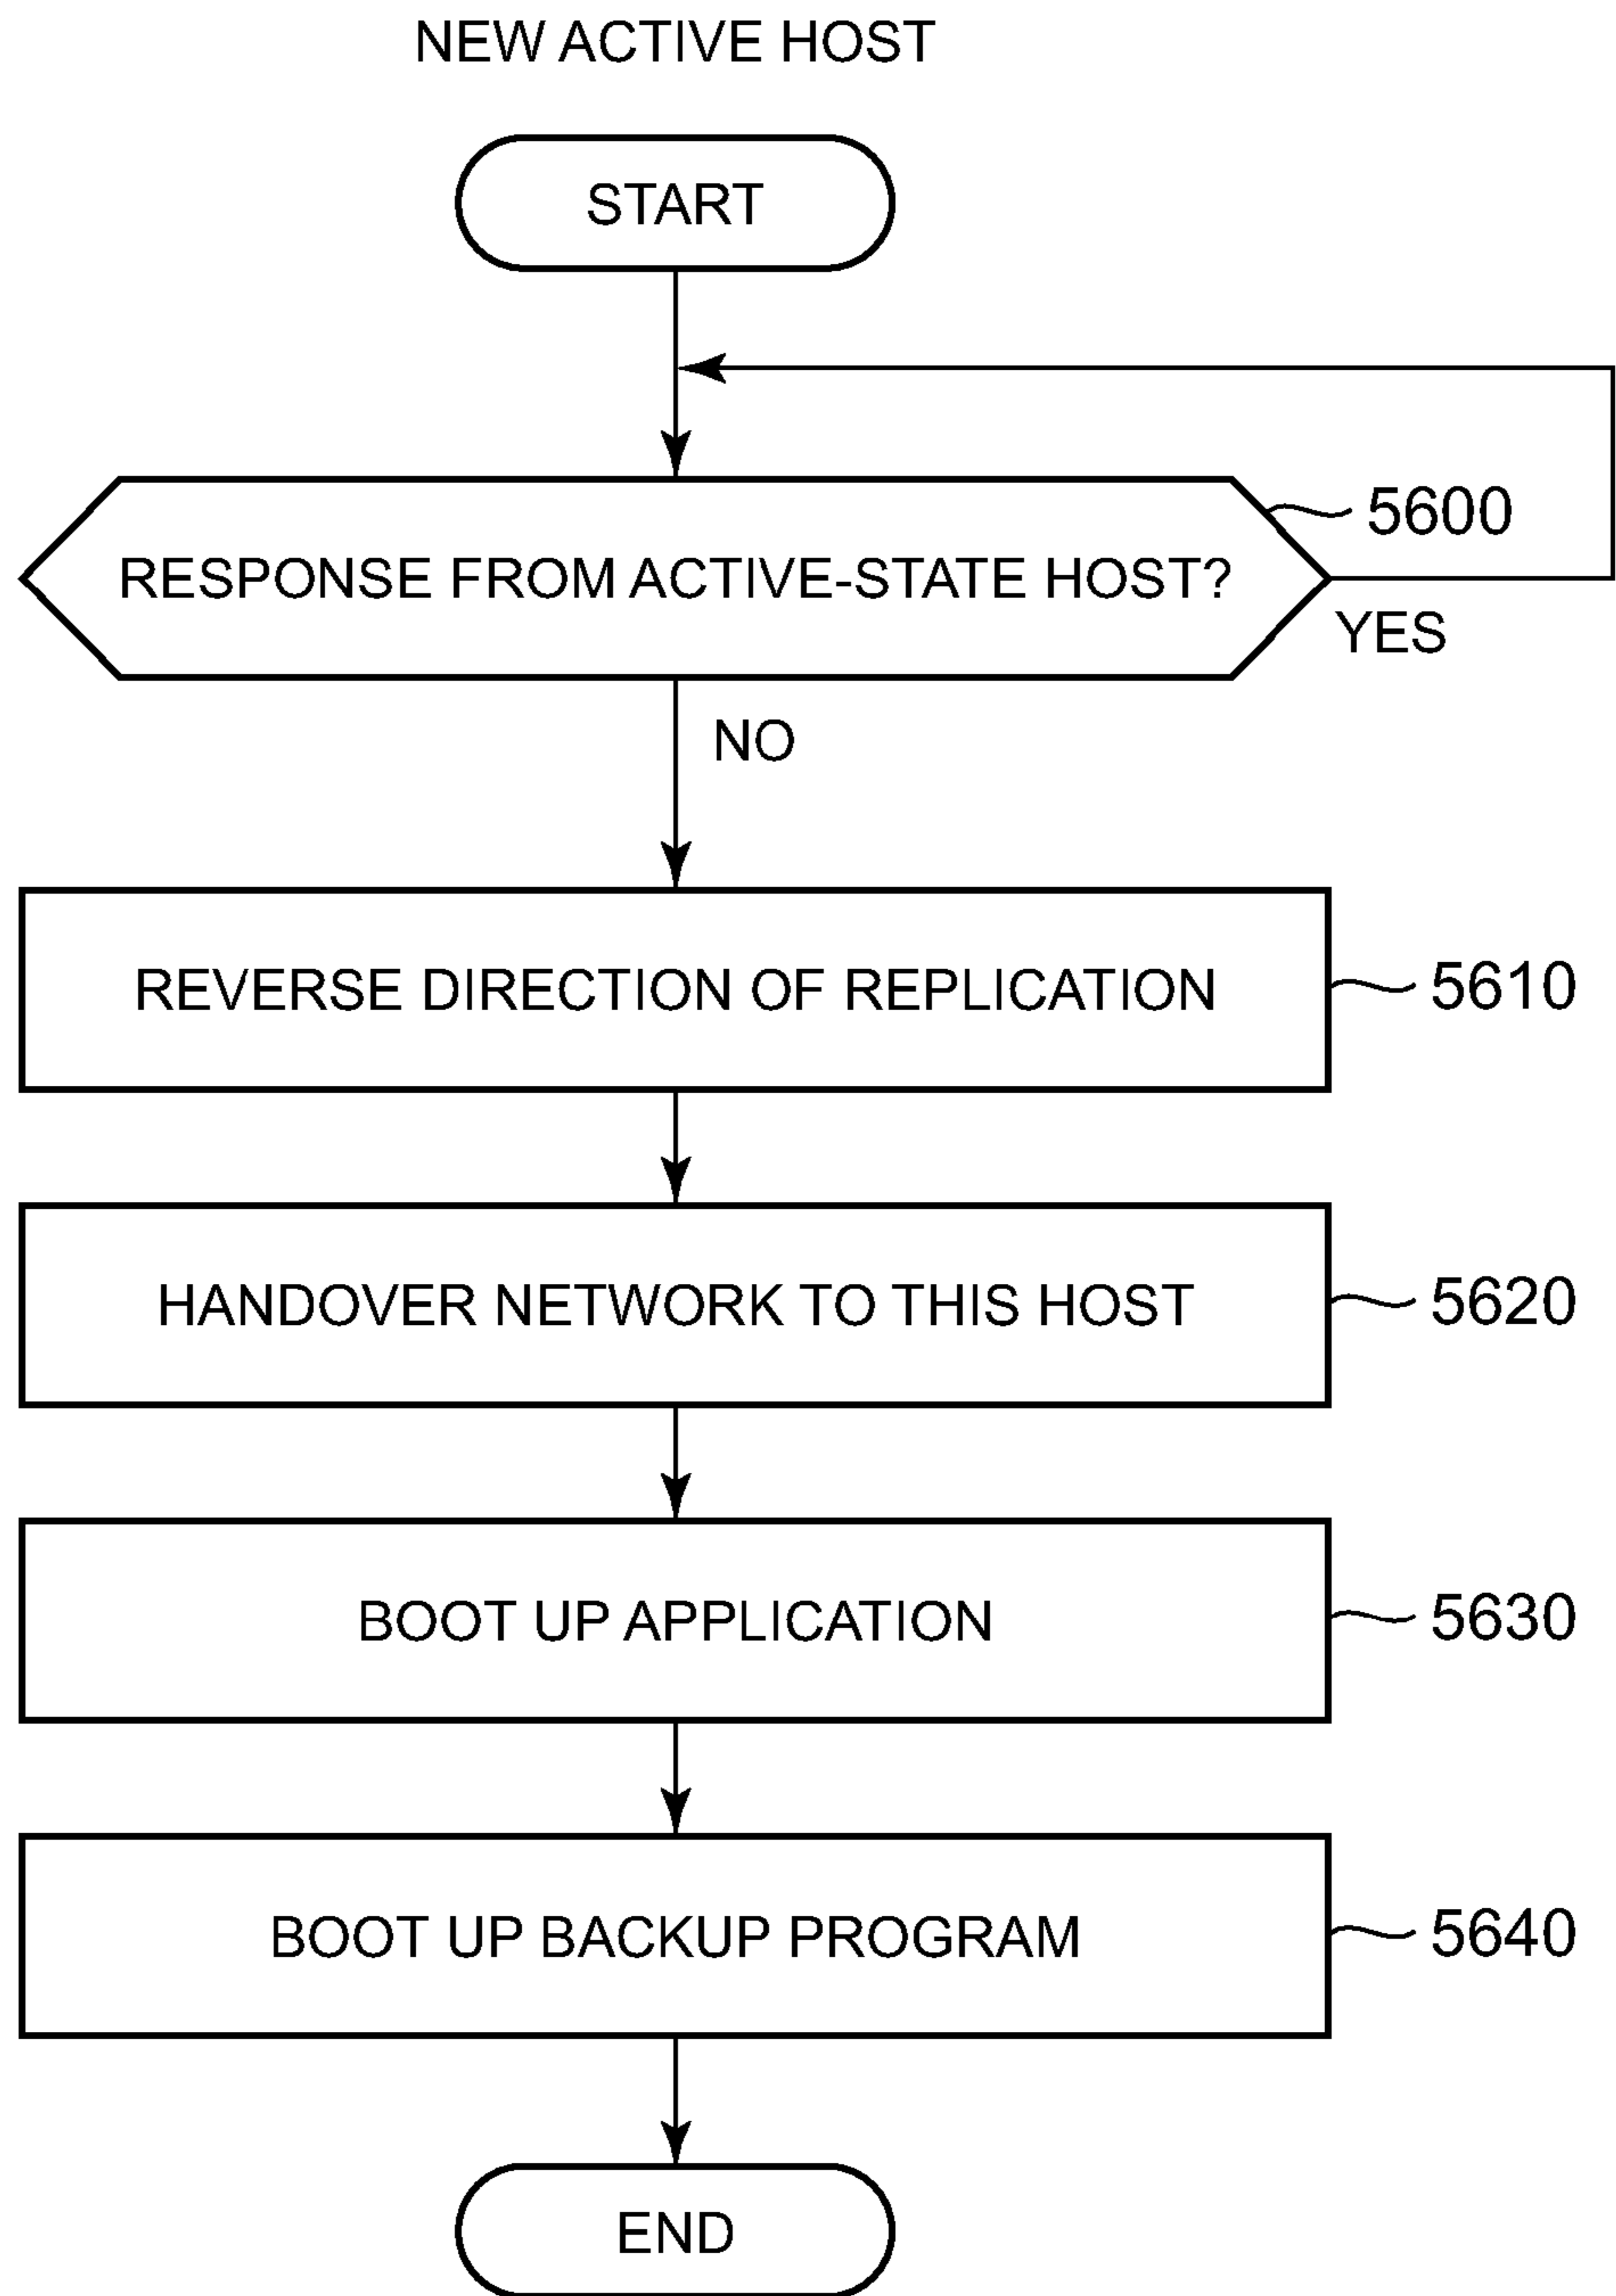 NEW ACTIVE HOST
START
5600
RESPONSE FROM ACTIVE-STATE HOST?
YES
NO
REVERSE DIRECTION OF REPLICATION
5610
HANDOVER NETWORK TO THIS HOST
5620
BOOT UP APPLICATION
5630
BOOT UP BACKUP PROGRAM
5640
END